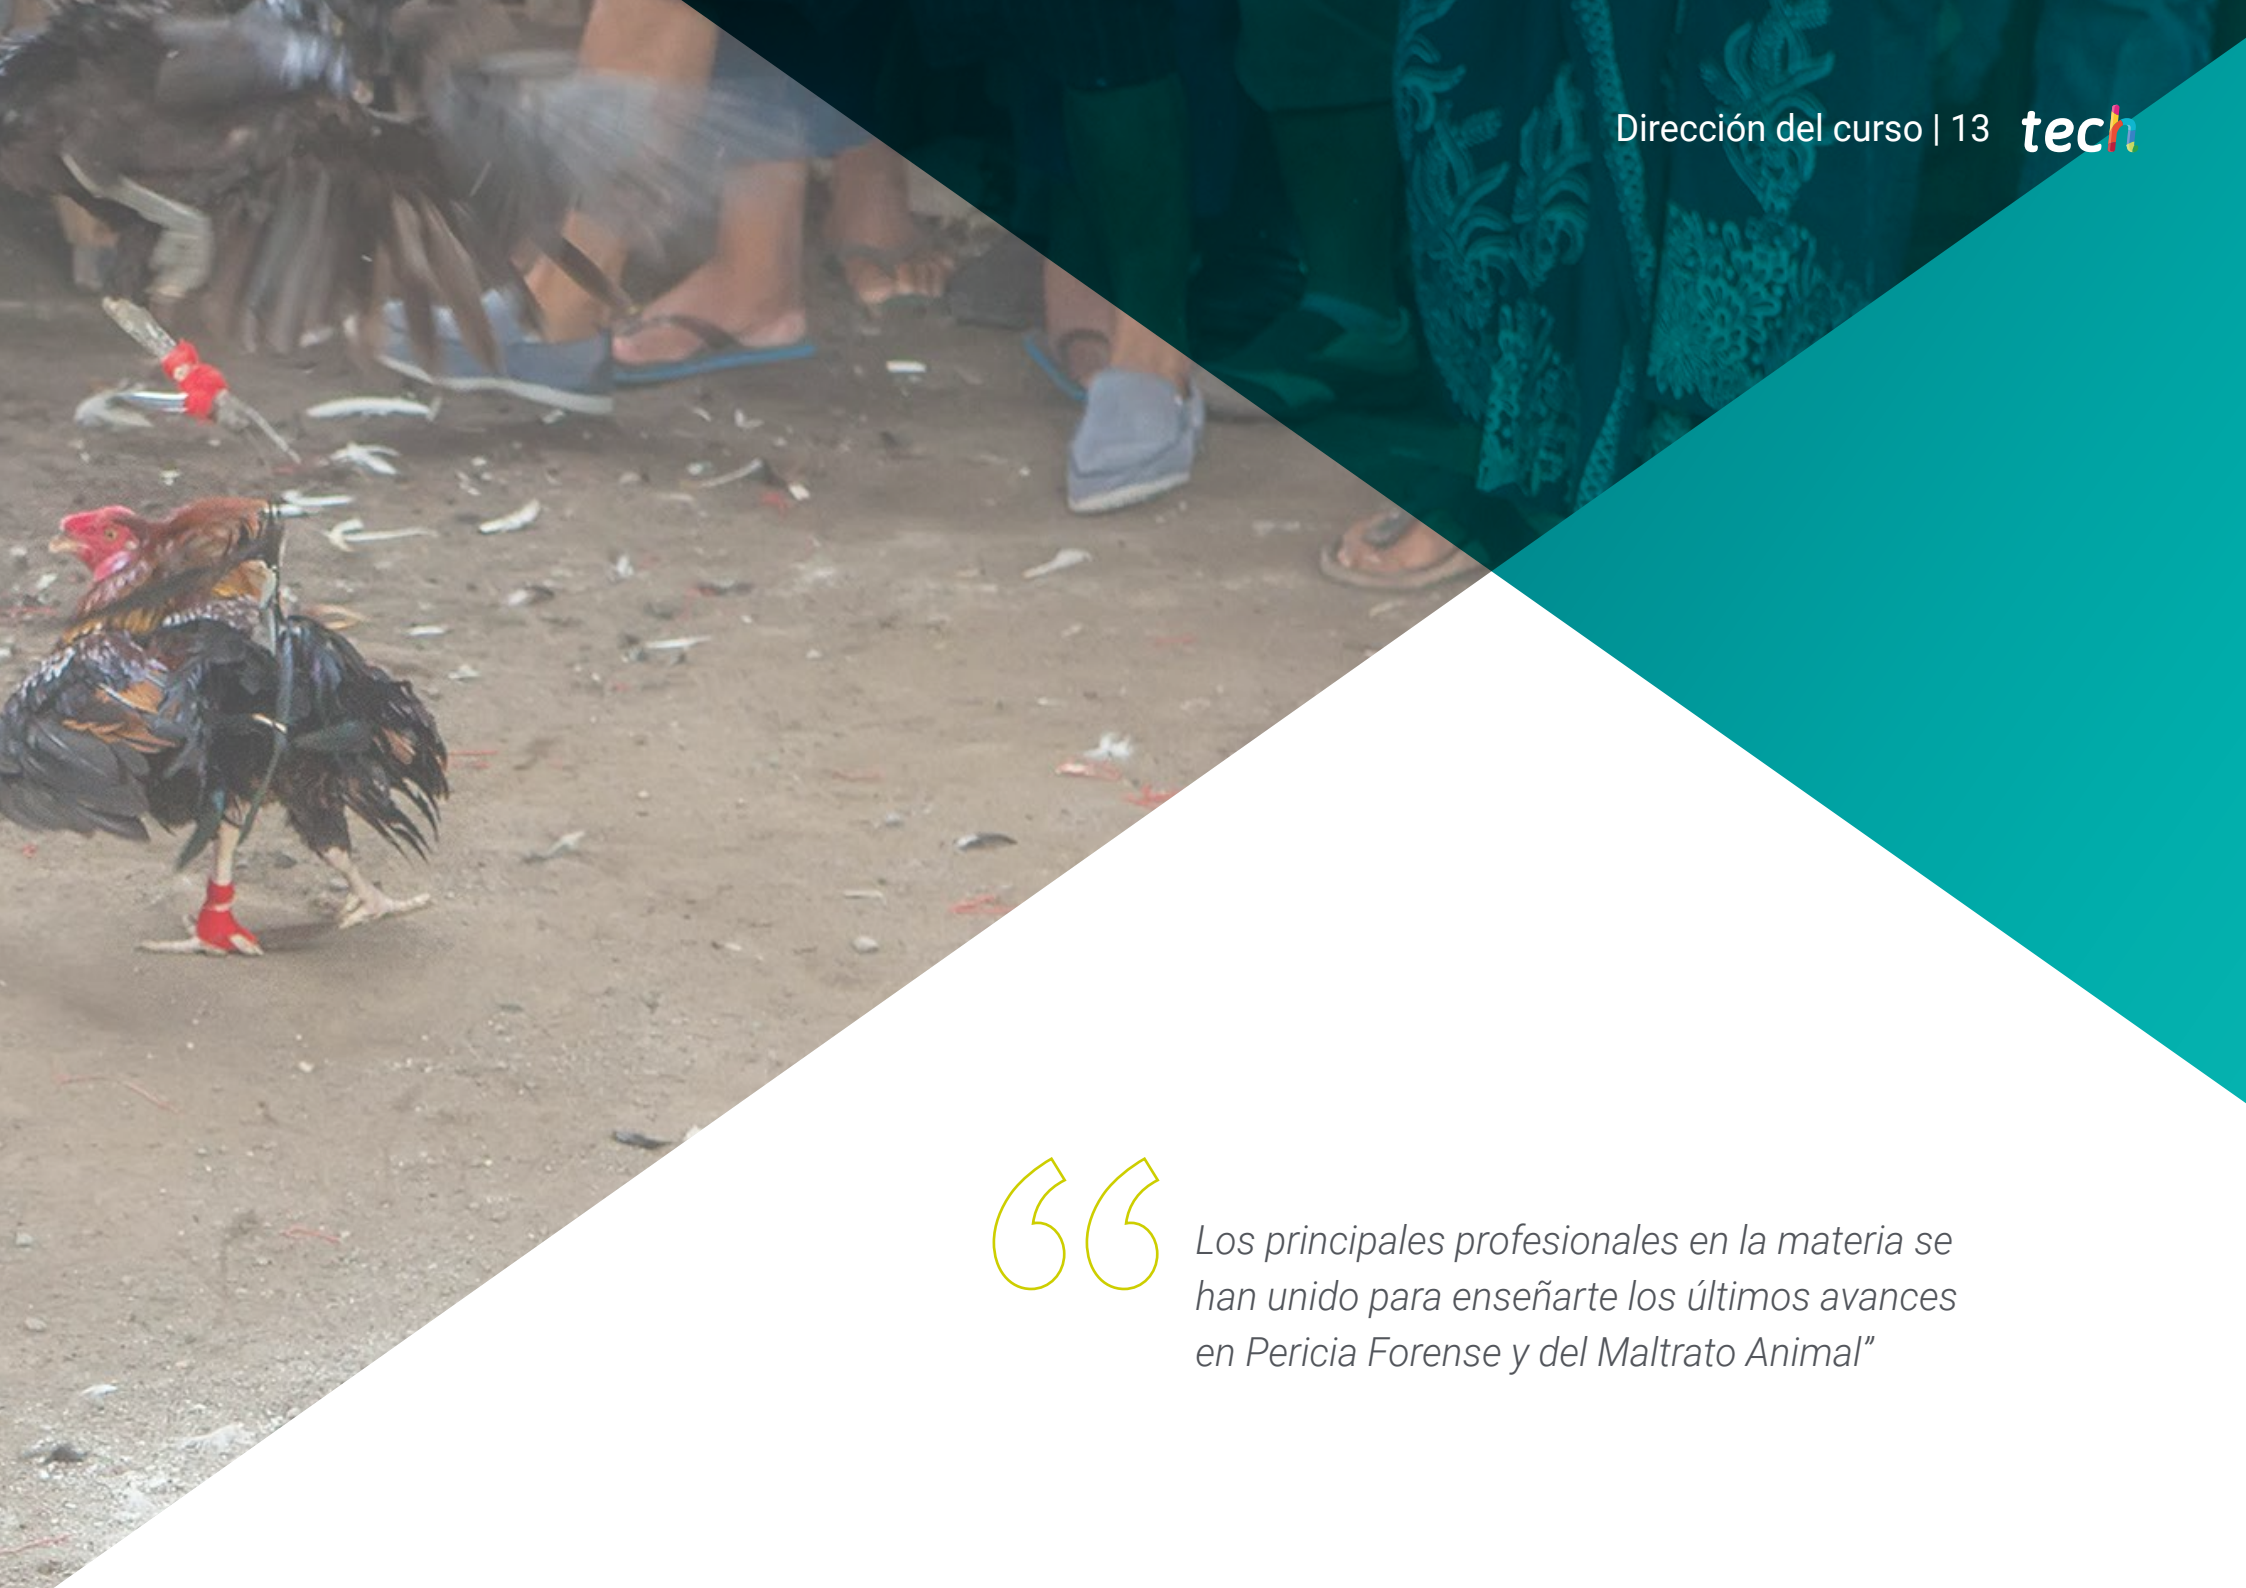 Dirección del curso | 13 tech
Los principales profesionales en la materia se
han unido para enseñarte los últimos avances
en Pericia Forense y del Maltrato Animal”